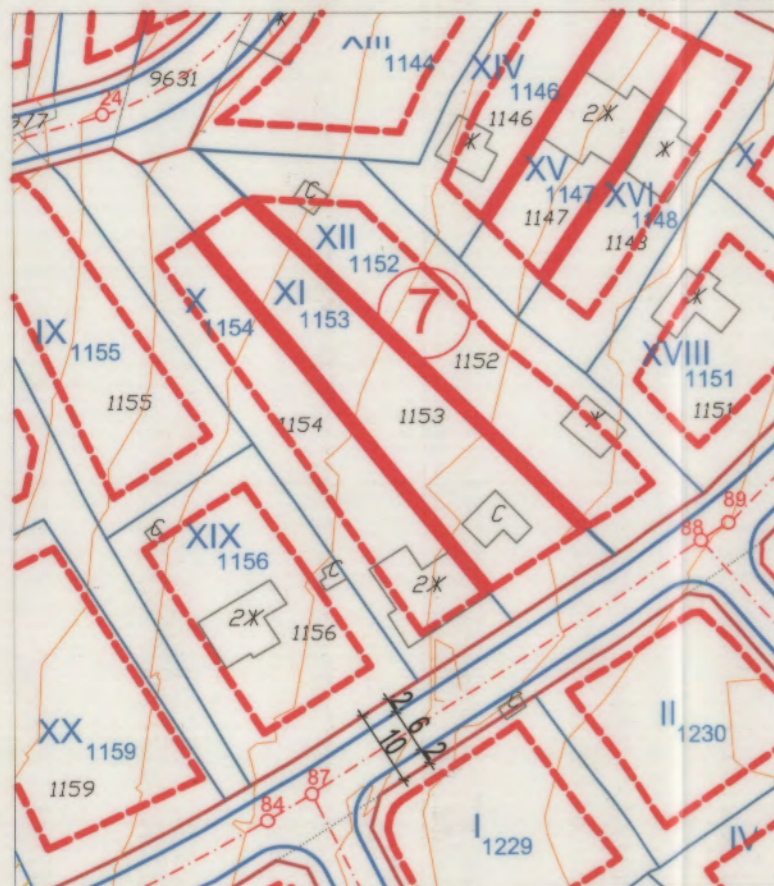 XIII 1144
9631
24
XIV 1146
1146
Ж
2Ж
Ж
XV 1147
1147
XVI 1148
1148
X
C
XII 1152
X 1154
XI 1153
7
IX 1155
1155
1154
1153
1152
Ж
Ж
XVIII 1151
1151
C
C
XIX 1156
C
2Ж
2Ж
1156
88
89
2
6
2
10
XX 1159
1159
84
87
I 1229
II 1230
IV